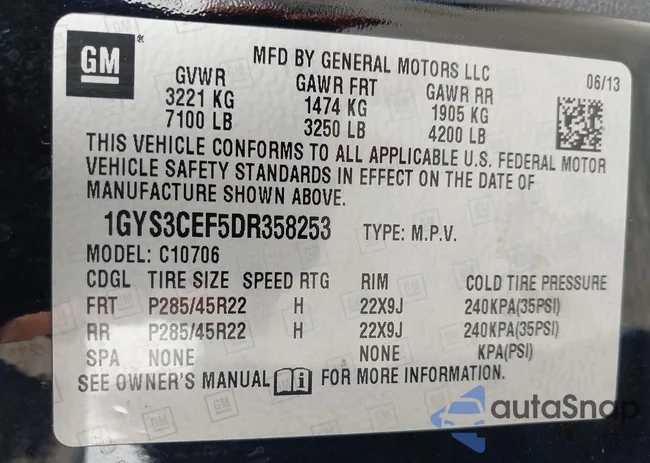 GM
MFD BY GENERAL MOTORS LLC
06/13
GVWR GAWR FRT GAWR RR
3221 KG 1474 KG 1905 KG
7100 LB 3250 LB 4200 LB
THIS VEHICLE CONFORMS TO ALL APPLICABLE U.S. FEDERAL MOTOR
VEHICLE SAFETY STANDARDS IN EFFECT ON THE DATE OF
MANUFACTURE SHOWN ABOVE.
1GYS3CEF5DR358253 TYPE: M.P.V.
MODEL: C10706
CDGL TIRE SIZE SPEED RTG RIM COLD TIRE PRESSURE
FRT P285/45R22 H 22X9J 240KPA(35PSI)
RR P285/45R22 H 22X9J 240KPA(35PSI)
SPA NONE NONE KPA(PSI)
SEE OWNER'S MANUAL FOR MORE INFORMATION.
autoSnap